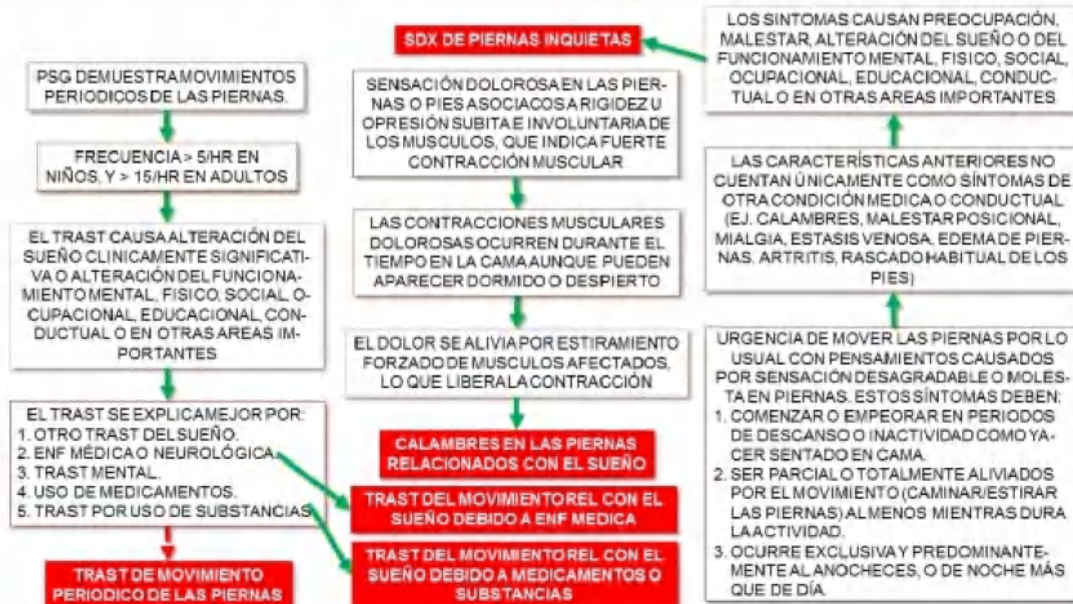 PSG DEMUESTRA MOVIMIENTOS
PERIODICOS DE LAS PIERNAS.
FRECUENCIA > 5/HR EN
NIÑOS, Y > 15/HR EN ADULTOS
EL TRAST CAUSA ALTERACIÓN DEL
SUEÑO CLINICAMENTE SIGNIFICATI-
VA O ALTERACIÓN DEL FUNCIONA-
MIENTO MENTAL, FISICO, SOCIAL, O-
CUPACIONAL, EDUCACIONAL, CON-
DUCTUAL O EN OTRAS AREAS IM-
PORTANTES
EL TRAST SE EXPLICA MEJOR POR:
1. OTRO TRAST DEL SUEÑO.
2. ENF MÉDICA O NEUROLÓGICA.
3. TRAST MENTAL.
4. USO DE MEDICAMENTOS.
5. TRAST POR USO DE SUBSTANCIAS
TRAST DE MOVIMIENTO
PERIODICO DE LAS PIERNAS
SDX DE PIERNAS INQUIETAS
SENSACIÓN DOLOROSA EN LAS PIER-
NAS O PIES ASOCIACOS A RIGIDEZ U
OPRESIÓN SUBITA E INVOLUNTARIA DE
LOS MUSCULOS, QUE INDICA FUERTE
CONTRACCIÓN MUSCULAR
LAS CONTRACCIONES MUSCULARES
DOLOROSAS OCURREN DURANTE EL
TIEMPO EN LA CAMA AUNQUE PUEDEN
APARECER DORMIDO O DESPIERTO
EL DOLOR SE ALIVIA POR ESTIRAMIENTO
FORZADO DE MUSCULOS AFECTADOS,
LO QUE LIBERA LA CONTRACCIÓN
CALAMBRES EN LAS PIERNAS
RELACIONADOS CON EL SUEÑO
TRAST DEL MOVIMIENTO REL CON EL
SUEÑO DEBIDO A ENF MEDICA
TRAST DEL MOVIMIENTO REL CON EL
SUEÑO DEBIDO A MEDICAMENTOS O
SUBSTANCIAS
LOS SINTOMAS CAUSAN PREOCUPACIÓN,
MALESTAR, ALTERACIÓN DEL SUEÑO O DEL
FUNCIONAMIENTO MENTAL, FISICO, SOCIAL,
OCUPACIONAL, EDUCACIONAL, CONDUC-
TUAL O EN OTRAS AREAS IMPORTANTES
LAS CARACTERÍSTICAS ANTERIORES NO
CUENTAN ÚNICAMENTE COMO SÍNTOMAS DE
OTRA CONDICIÓN MEDICA O CONDUCTUAL
(EJ. CALAMBRES, MALESTAR POSICIONAL,
MIALGIA, ESTASIS VENOSA, EDEMA DE PIER-
NAS. ARTRITIS, RASCADO HABITUAL DE LOS
PIES)
URGENCIA DE MOVER LAS PIERNAS POR LO
USUAL CON PENSAMIENTOS CAUSADOS
POR SENSACIÓN DESAGRADABLE O MOLES-
TA EN PIERNAS. ESTOS SÍNTOMAS DEBEN:
1. COMENZAR O EMPEORAR EN PERIODOS
DE DESCANSO O INACTIVIDAD COMO YA-
CER SENTADO EN CAMA.
2. SER PARCIAL O TOTALMENTE ALIVIADOS
POR EL MOVIMIENTO (CAMINAR/ESTIRAR
LAS PIERNAS) AL MENOS MIENTRAS DURA
LA ACTIVIDAD.
3. OCURRE EXCLUSIVA Y PREDOMINANTE-
MENTE AL ANOCHECES, O DE NOCHE MÁS
QUE DE DÍA.